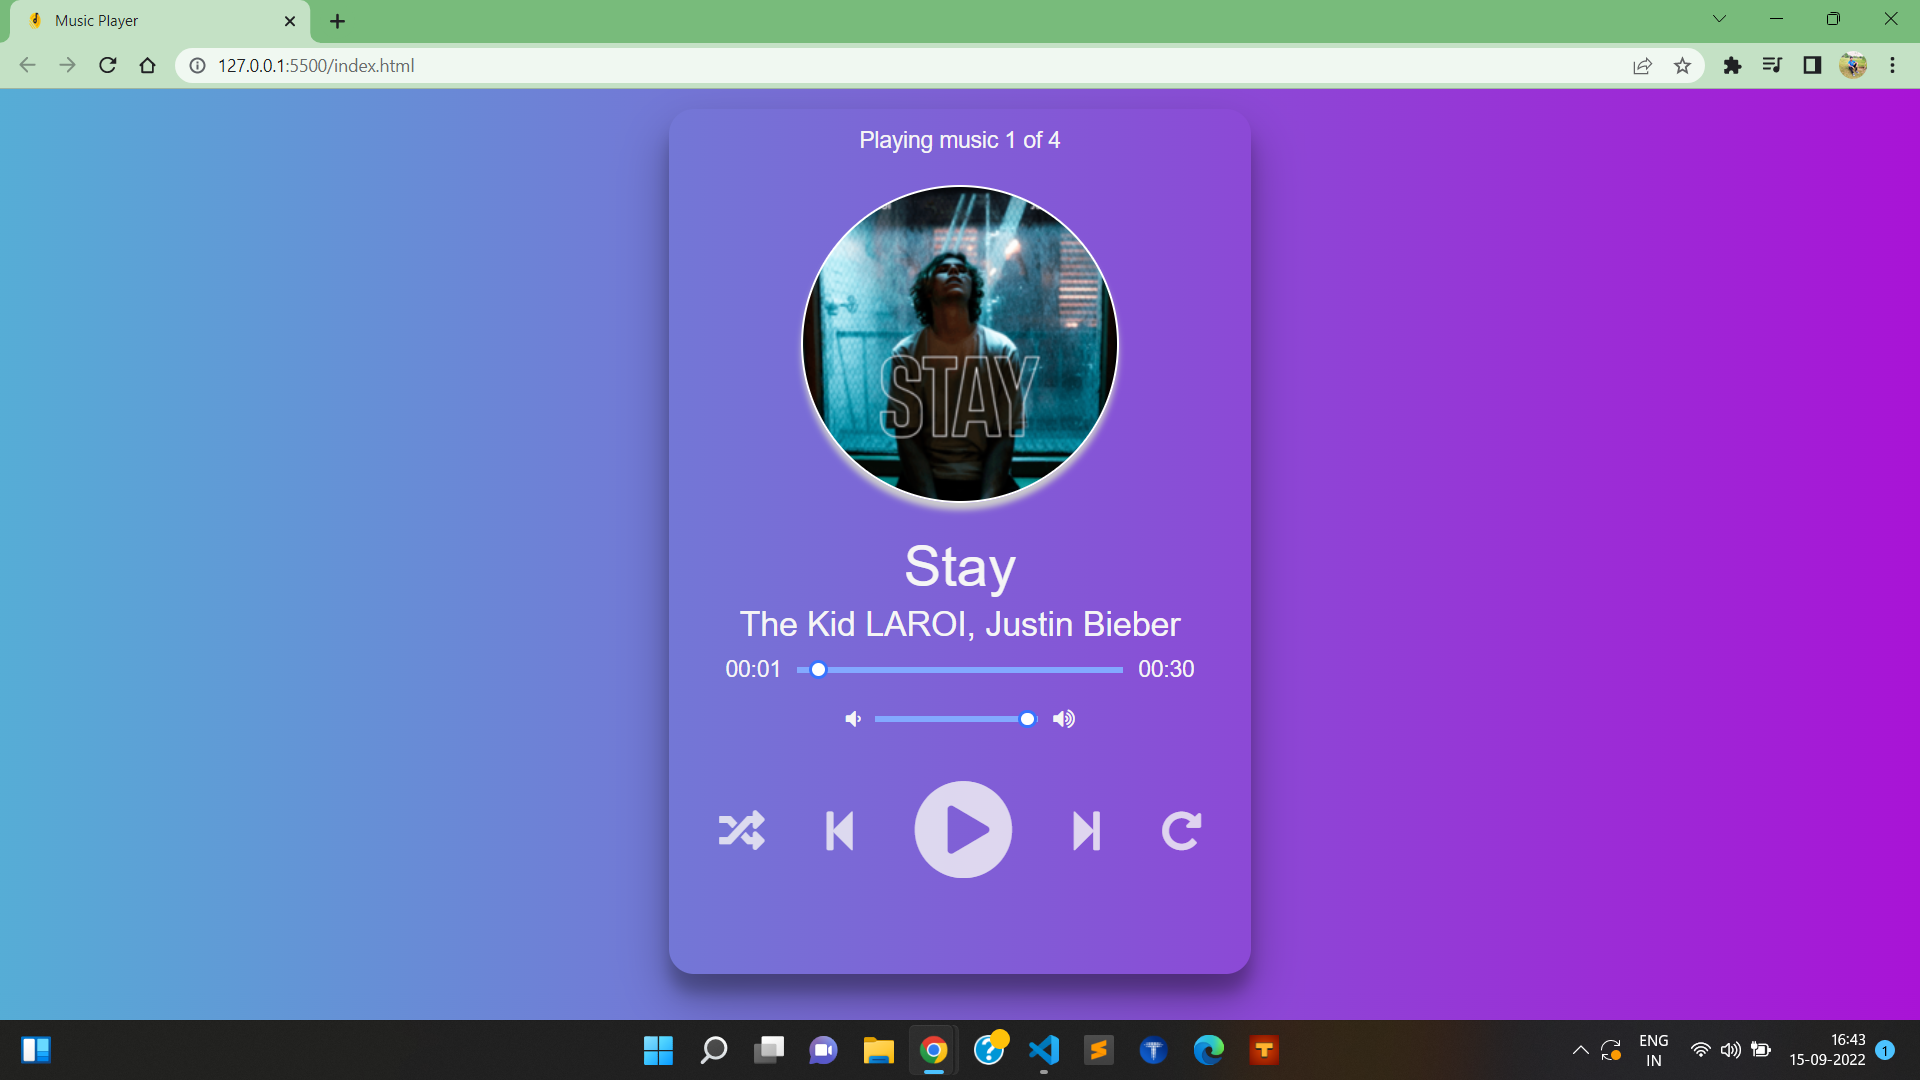 Music Player
127.0.0.1:5500/index.html
Playing music 1 of 4
STAY
Stay
The Kid LAROI, Justin Bieber
00:01
00:30
ENG
IN
16:43
15-09-2022
1